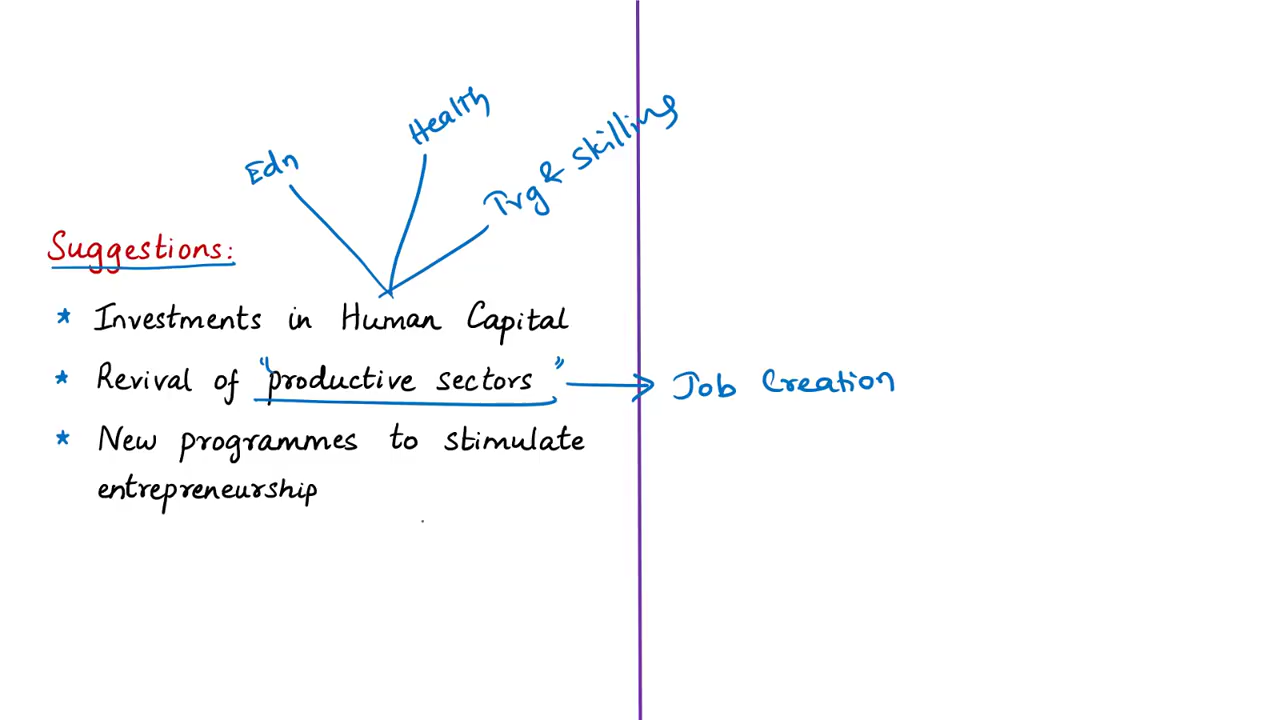 Health
Edn
Trg & Skilling
Suggestions:
* Investments in Human Capital
* Revival of "productive sectors" → Job Creation
* New programmes to stimulate
entrepreneurship